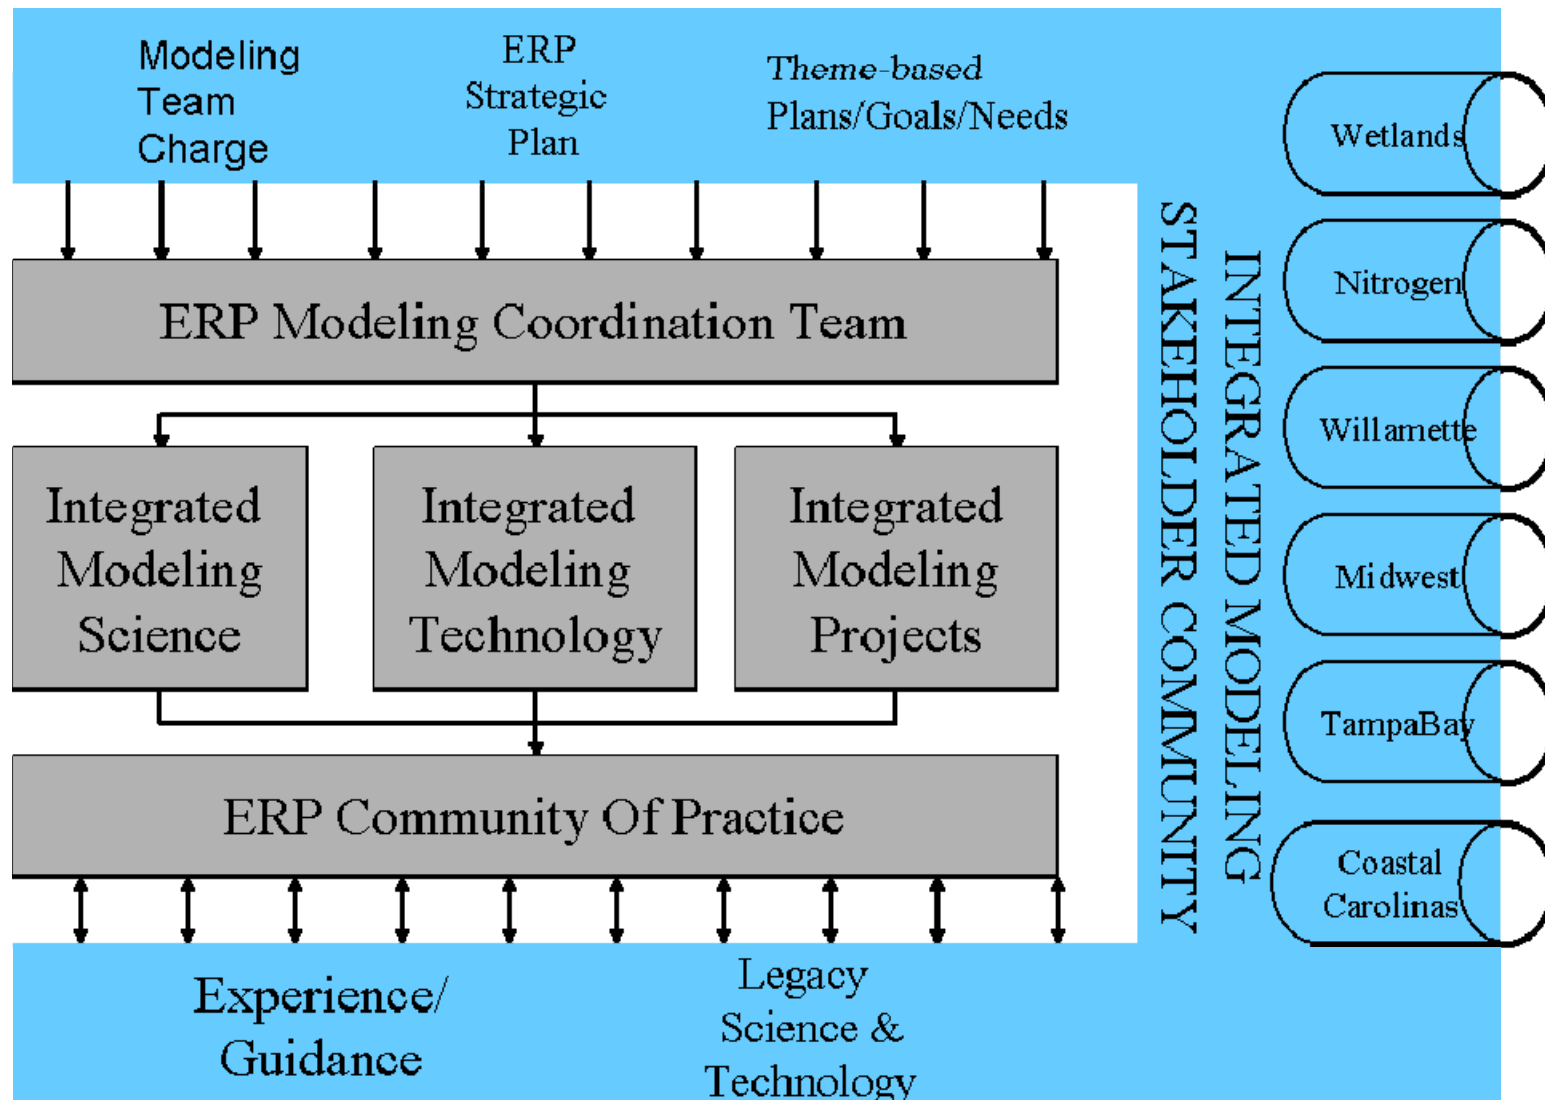 Modeling
Team
Charge
ERP
Strategic
Plan
Theme-based
Plans/Goals/Needs
ERP Modeling Coordination Team
Integrated
Modeling
Science
Integrated
Modeling
Technology
Integrated
Modeling
Projects
ERP Community Of Practice
Experience/
Guidance
Legacy
Science &
Technology
INTEGRATED MODELING
STAKEHOLDER COMMUNITY
Wetlands
Nitrogen
Willamette
Midwest
TampaBay
Coastal
Carolinas